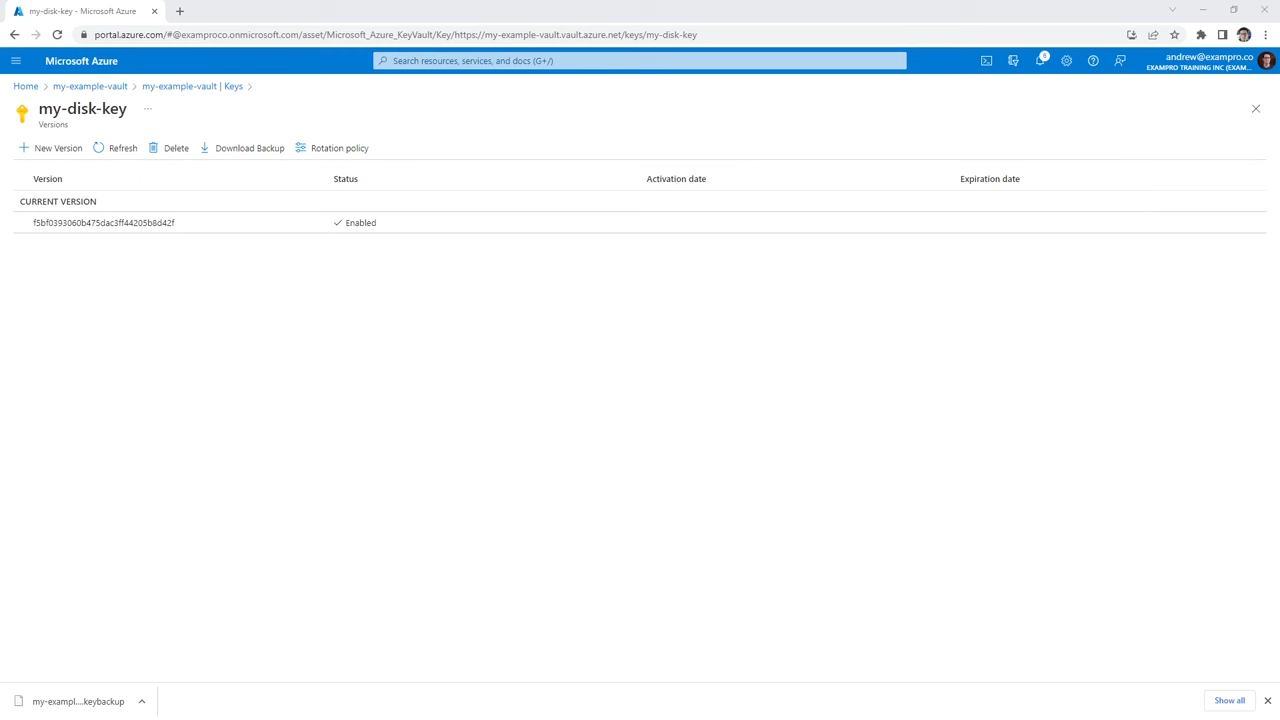 my-disk-key - Microsoft Azure
portal.azure.com/#@examproco.onmicrosoft.com/asset/Microsoft_Azure_KeyVault/Key/https://my-example-vault.vault.azure.net/keys/my-disk-key
Microsoft Azure
Search resources, services, and docs (G+/)
6
andrew@exampro.co
EXAMPRO TRAINING INC (EXAM...
Home > my-example-vault > my-example-vault | Keys >
my-disk-key ...
Versions
New Version Refresh Delete Download Backup Rotation policy
Version Status Activation date Expiration date
CURRENT VERSION
f5bf0393060b475dac3ff44205b8d42f Enabled
my-exampl....keybackup Show all